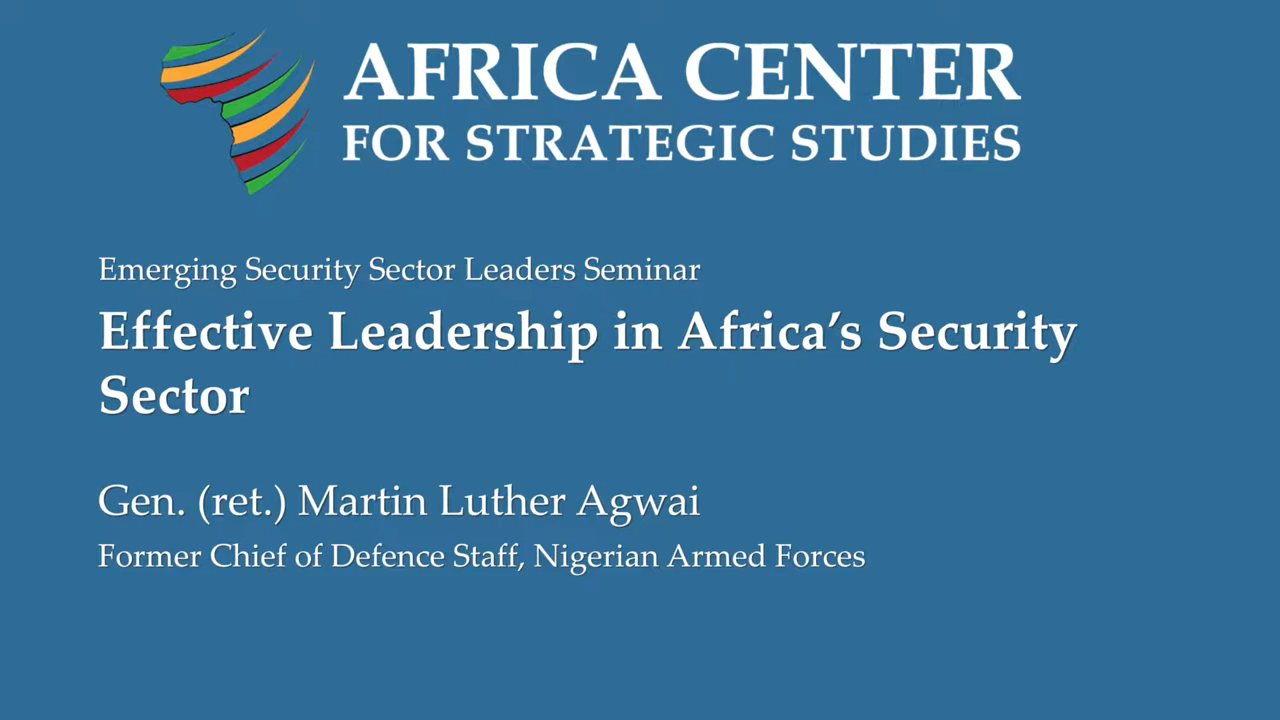 AFRICA CENTER
FOR STRATEGIC STUDIES
Emerging Security Sector Leaders Seminar
Effective Leadership in Africa’s Security
Sector
Gen. (ret.) Martin Luther Agwai
Former Chief of Defence Staff, Nigerian Armed Forces